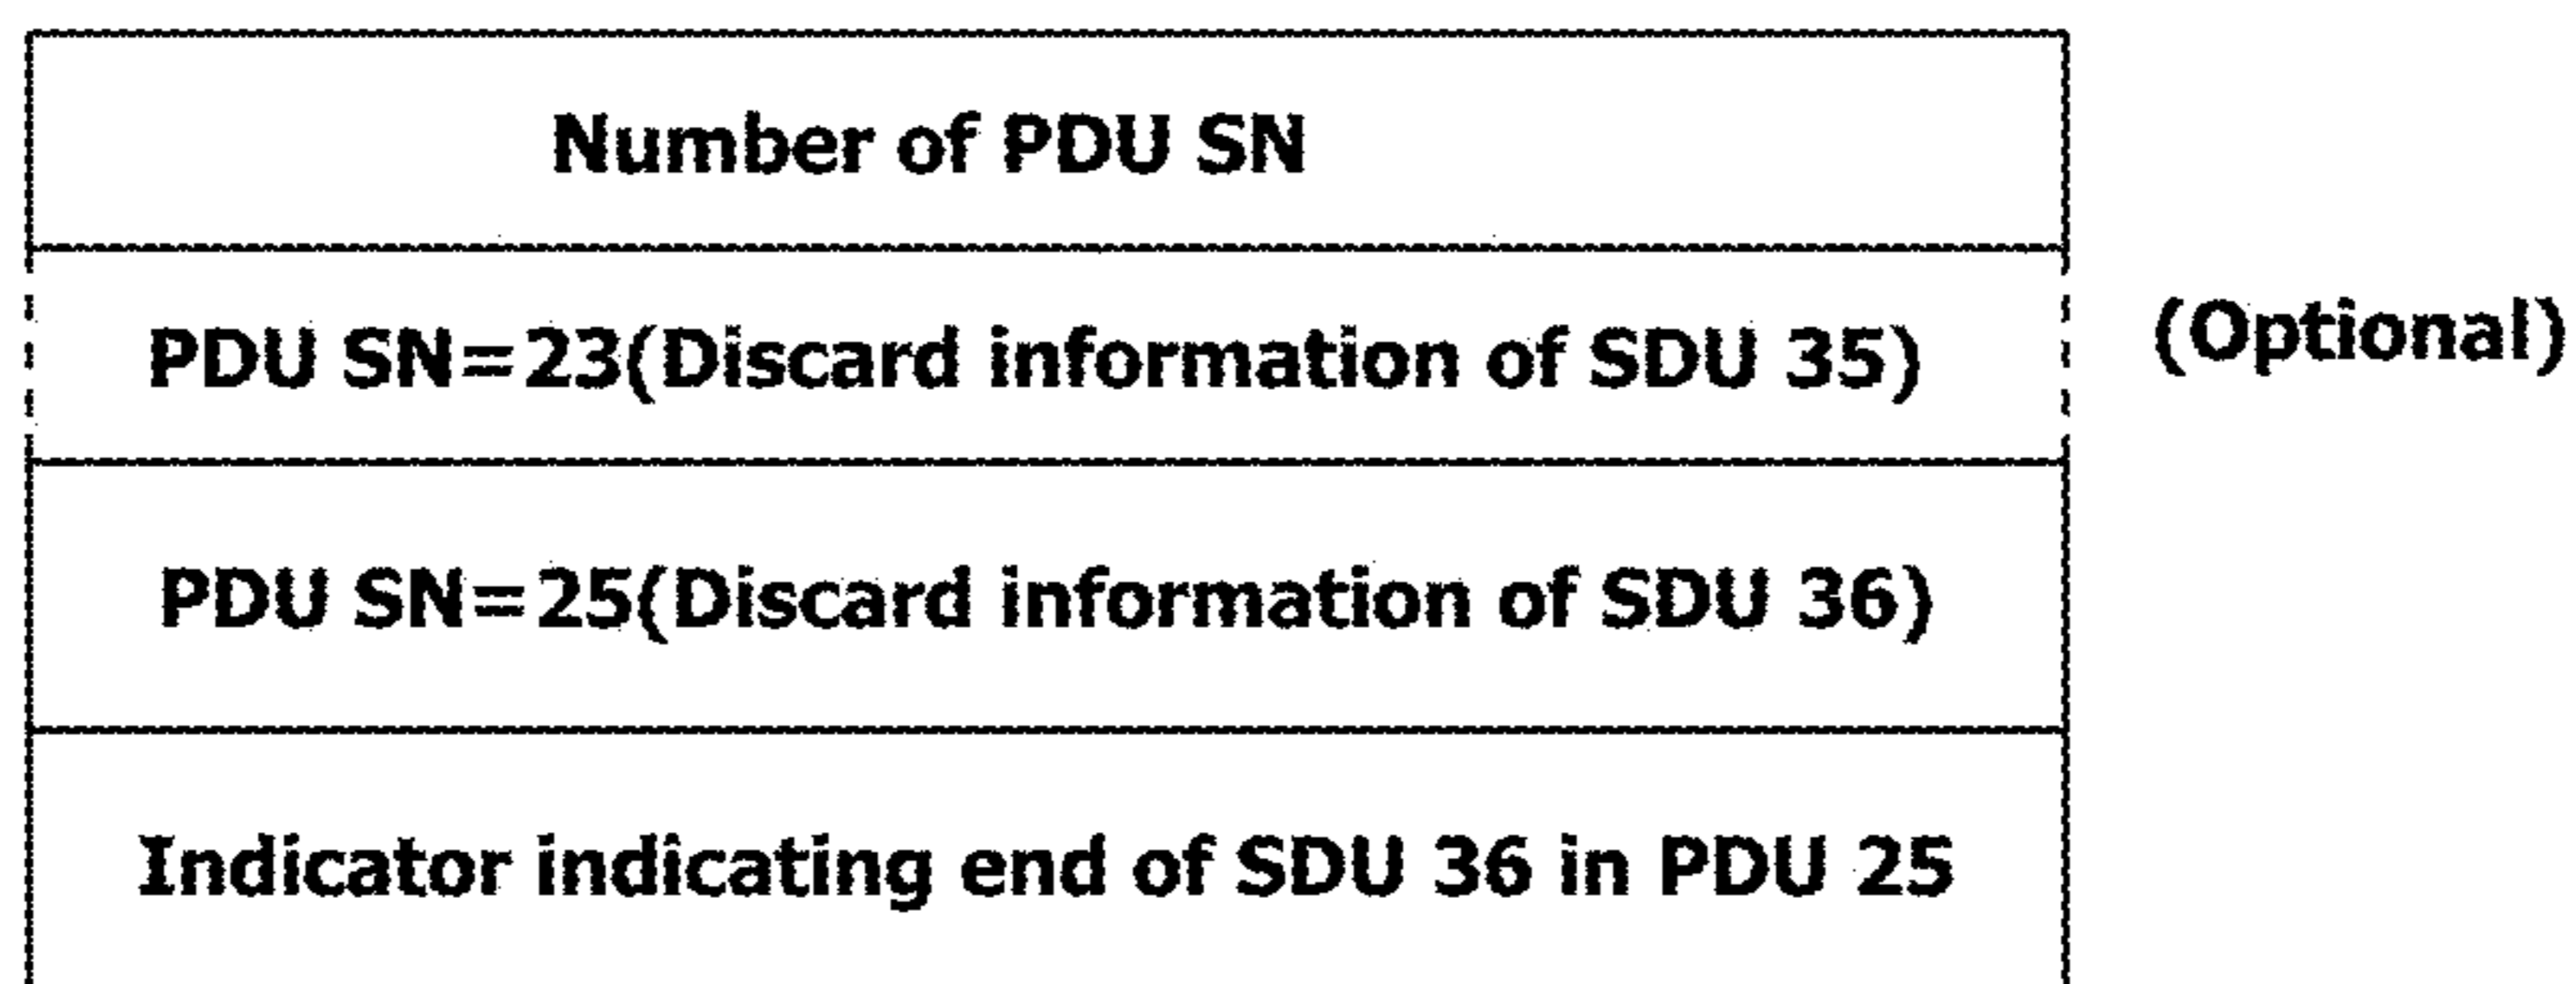 Number of PDU SN
PDU SN=23(Discard information of SDU 35)
(Optional)
PDU SN=25(Discard information of SDU 36)
Indicator indicating end of SDU 36 in PDU 25